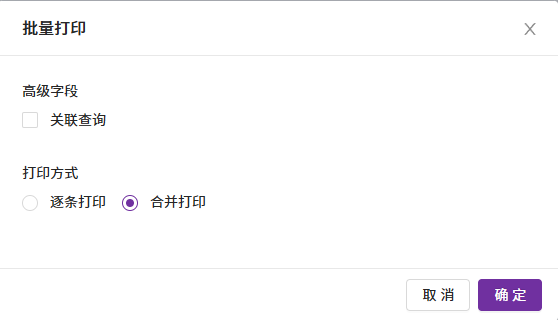 批量打印
高级字段
关联查询
打印方式
逐条打印 合并打印
取消 确定